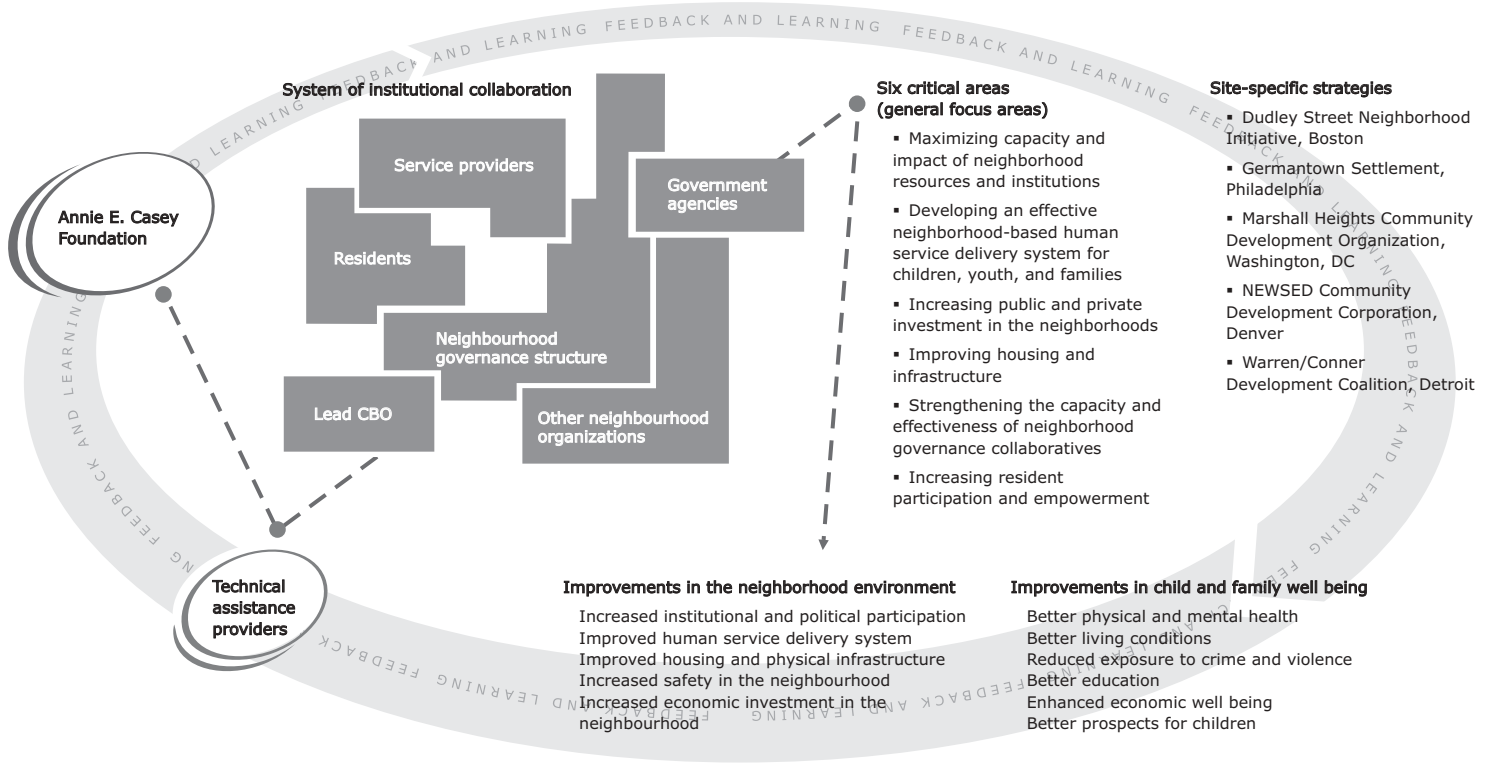 FEEDBACK AND LEARNING FEEDBACK AND LEARNING FEEDBACK AND LEARNING FEEDBACK AND LEARNING FEEDBACK AND LEARNING
System of institutional collaboration
Service providers
Government
agencies
Residents
Neighbourhood
governance structure
Lead CBO
Other neighbourhood
organizations
Annie E. Casey
Foundation
Technical
assistance
providers
Six critical areas
(general focus areas)
▪ Maximizing capacity and
impact of neighborhood
resources and institutions
▪ Developing an effective
neighborhood-based human
service delivery system for
children, youth, and families
▪ Increasing public and private
investment in the neighborhoods
▪ Improving housing and
infrastructure
▪ Strengthening the capacity and
effectiveness of neighborhood
governance collaboratives
▪ Increasing resident
participation and empowerment
Site-specific strategies
▪ Dudley Street Neighborhood
Initiative, Boston
▪ Germantown Settlement,
Philadelphia
▪ Marshall Heights Community
Development Organization,
Washington, DC
▪ NEWSED Community
Development Corporation,
Denver
▪ Warren/Conner
Development Coalition, Detroit
Improvements in the neighborhood environment
Increased institutional and political participation
Improved human service delivery system
Improved housing and physical infrastructure
Increased safety in the neighbourhood
Increased economic investment in the
neighbourhood
Improvements in child and family well being
Better physical and mental health
Better living conditions
Reduced exposure to crime and violence
Better education
Enhanced economic well being
Better prospects for children